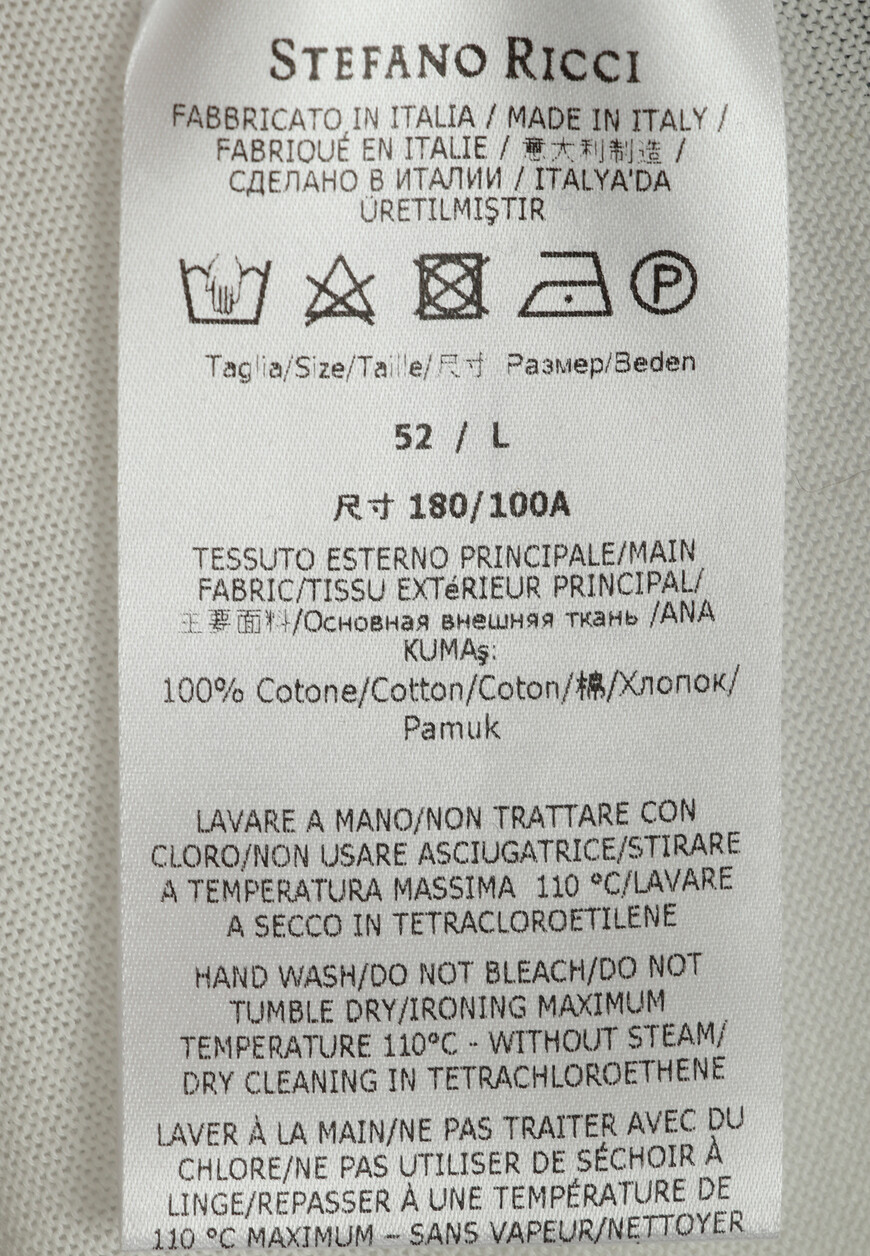 STEFANO RICCI
FABBRICATO IN ITALIA / MADE IN ITALY /
FABRIQUÉ EN ITALIE / 意大利制造 /
СДЕЛАНО В ИТАЛИИ / ITALYA'DA
ÜRETILMIŞTIR
P
Taglia/Size/Taille/尺寸 Размер/Beden
52 / L
尺寸 180/100A
TESSUTO ESTERNO PRINCIPALE/MAIN
FABRIC/TISSU EXTéRIEUR PRINCIPAL/
主要面料/Основная внешняя ткань /ANA
KUMAş:
100% Cotone/Cotton/Coton/棉/Хлопок/
Pamuk
LAVARE A MANO/NON TRATTARE CON
CLORO/NON USARE ASCIUGATRICE/STIRARE
A TEMPERATURA MASSIMA 110 °C/LAVARE
A SECCO IN TETRACLOROETILENE
HAND WASH/DO NOT BLEACH/DO NOT
TUMBLE DRY/IRONING MAXIMUM
TEMPERATURE 110°C - WITHOUT STEAM/
DRY CLEANING IN TETRACHLOROETHENE
LAVER À LA MAIN/NE PAS TRAITER AVEC DU
CHLORE/NE PAS UTILISER DE SÉCHOIR À
LINGE/REPASSER À UNE TEMPÉRATURE DE
110 °C MAXIMUM – SANS VAPEUR/NETTOYER